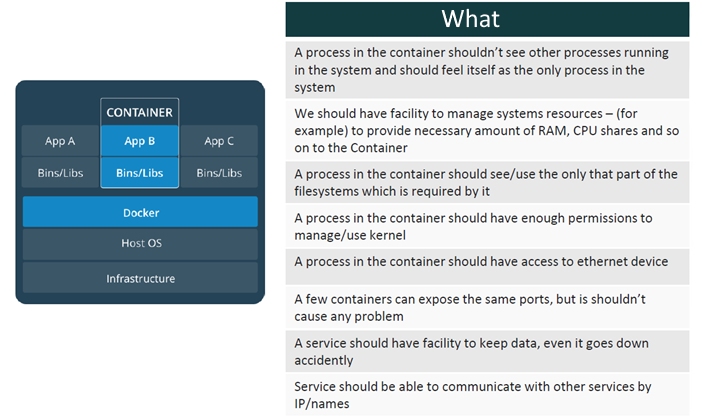 CONTAINER
App A
App B
App C
Bins/Libs
Bins/Libs
Bins/Libs
Docker
Host OS
Infrastructure
What
A process in the container shouldn't see other processes running
in the system and should feel itself as the only process in the
system
We should have facility to manage systems resources – (for
example) to provide necessary amount of RAM, CPU shares and so
on to the Container
A process in the container should see/use the only that part of the
filesystems which is required by it
A process in the container should have enough permissions to
manage/use kernel
A process in the container should have access to ethernet device
A few containers can expose the same ports, but is shouldn't
cause any problem
A service should have facility to keep data, even it goes down
accidently
Service should be able to communicate with other services by
IP/names